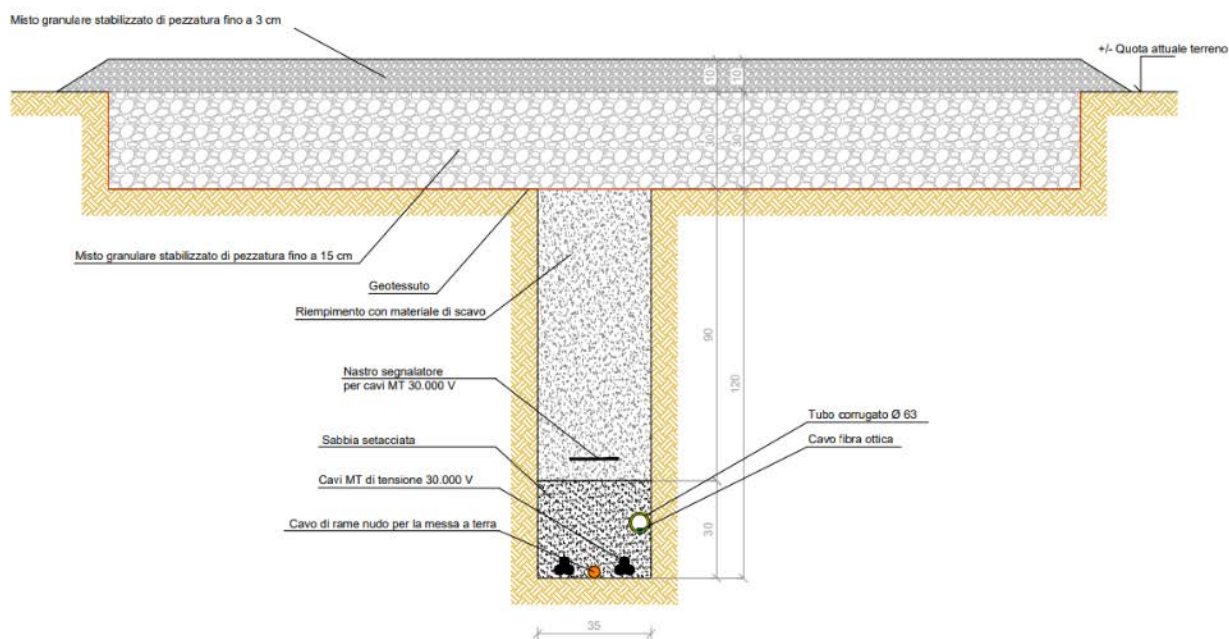 Misto granulare stabilizzato di pezzatura fino a 3 cm
+/- Quota attuale terreno
10
10
30
30
Misto granulare stabilizzato di pezzatura fino a 15 cm
Geotessuto
Riempimento con materiale di scavo
90
120
Nastro segnalatore
per cavi MT 30.000 V
Tubo corrugato Ø 63
Sabbia setacciata
Cavo fibra ottica
Cavi MT di tensione 30.000 V
Cavo di rame nudo per la messa a terra
30
35